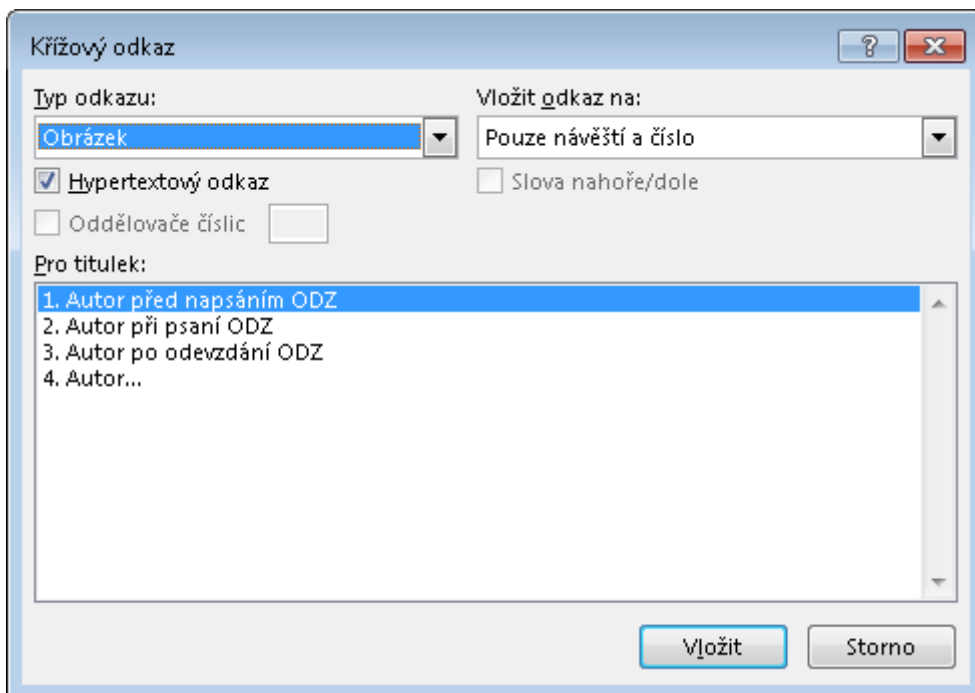 Křížový odkaz
Typ odkazu:
Vložit odkaz na:
Obrázek
Pouze návěští a číslo
Hypertextový odkaz
Slova nahoře/dole
Oddělovače číslic
Pro titulek:
1. Autor před napsáním ODZ
2. Autor při psaní ODZ
3. Autor po odevzdání ODZ
4. Autor...
Vložit
Storno